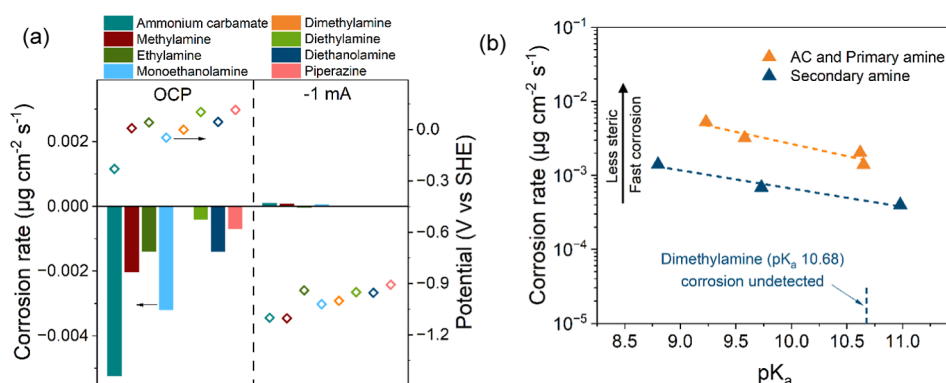 (a)
Ammonium carbamate
Methylamine
Ethylamine
Monoethanolamine
Dimethylamine
Diethylamine
Diethanolamine
Piperazine
OCP
-1 mA
Corrosion rate (µg cm⁻² s⁻¹)
0.002
0.000
−0.002
−0.004
0.0
−0.3
−0.6
−0.9
−1.2
Potential (V vs SHE)
(b)
AC and Primary amine
Secondary amine
Less steric
Fast corrosion
Corrosion rate (µg cm⁻² s⁻¹)
10⁻¹
10⁻²
10⁻³
10⁻⁴
10⁻⁵
Dimethylamine (pKₐ 10.68)
corrosion undetected
8.5 9.0 9.5 10.0 10.5 11.0
pKₐ